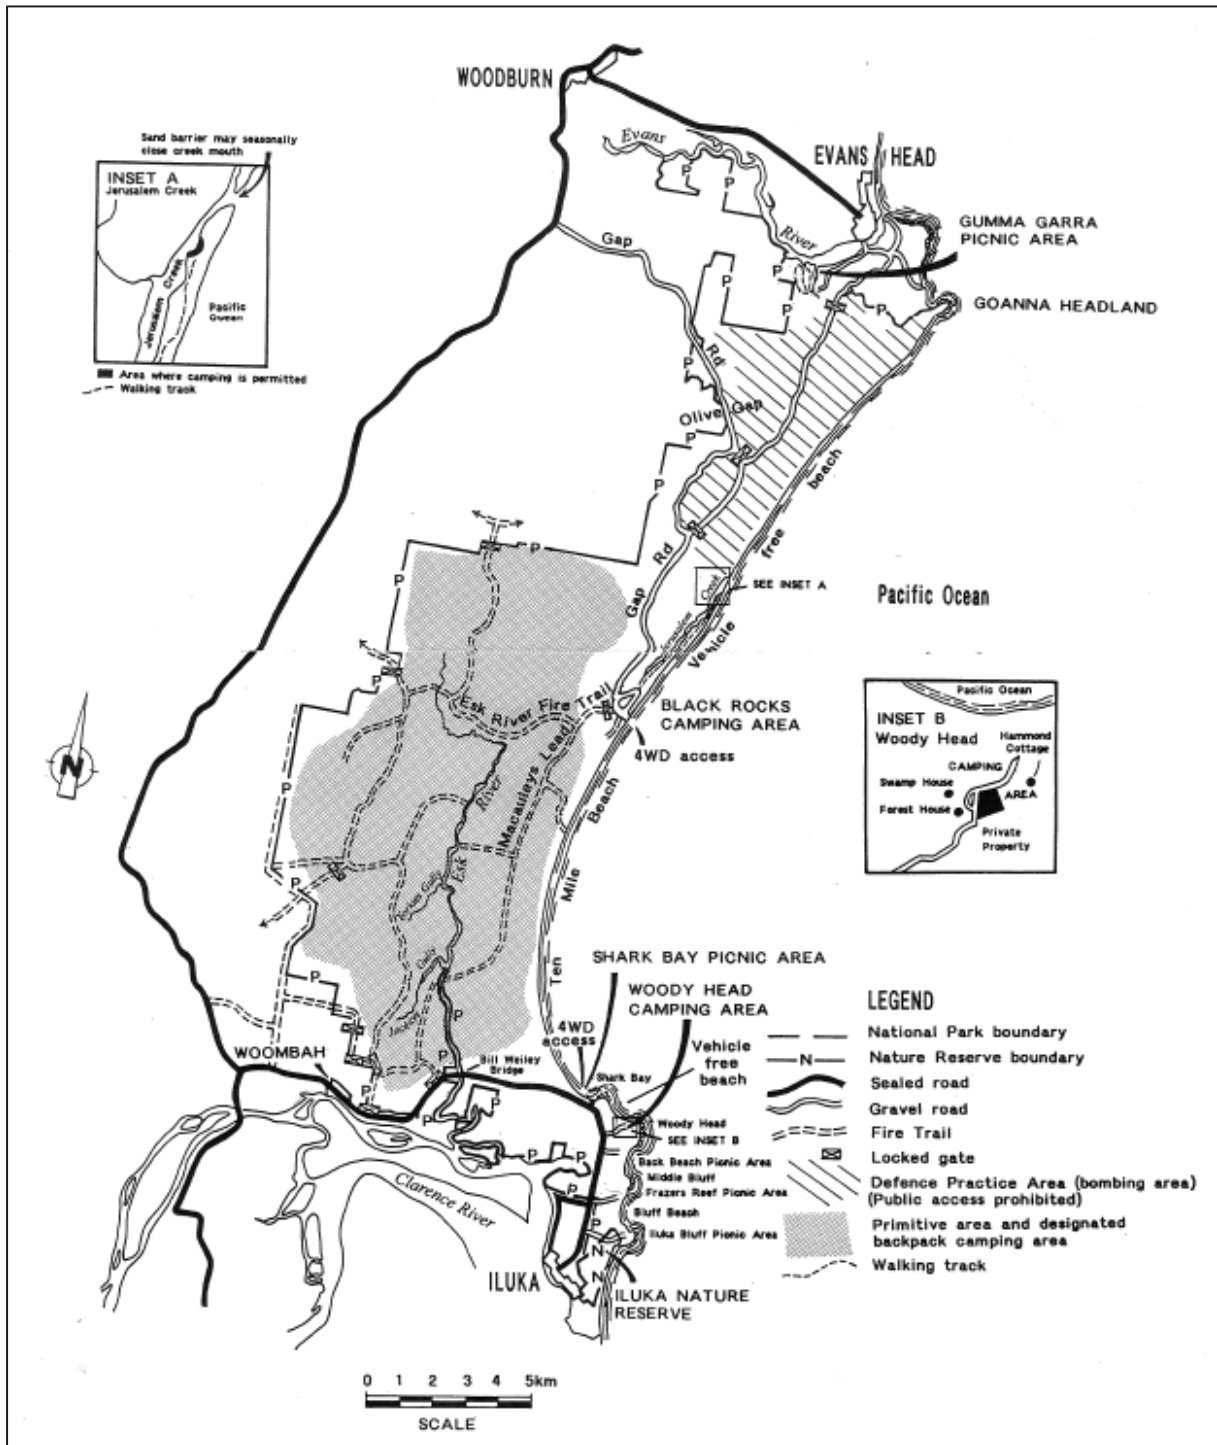 WOODBURN
Evans
EVANS HEAD
Sand barrier may seasonally
close creek mouth
INSET A
Jerusalem Creek
Jerusalem Creek
Pacific
Ocean
Area where camping is permitted
Walking track
GUMMA GARRA
PICNIC AREA
River
Gap
P
P
P
P
P
P
GOANNA HEADLAND
Rd
P
Olive Gap
P
P
beach
free
Vehicle
P
P
Rd
Gap
Creek
Jerusalem
SEE INSET A
Pacific Ocean
P
Esk River Fire Trail
BLACK ROCKS
CAMPING AREA
4WD access
N
P
River
Macauleys Lead
Beach
Mile
Ten
Pacific Ocean
INSET B
Woody Head
Hammond
Cottage
CAMPING
AREA
Swamp House
Forest House
Private
Property
P
Esk
Gully
P
Jackson
P
SHARK BAY PICNIC AREA
WOODY HEAD
CAMPING AREA
4WD
access
Vehicle
free
beach
Shark Bay
WOOMBAH
P
Bill Weiley
Bridge
P
P
P
Woody Head
SEE INSET B
P
P
Back Beach Picnic Area
Middle Bluff
Frazers Reef Picnic Area
P
Clarence River
Bluff Beach
P
Iluka Bluff Picnic Area
N
N
ILUKA
ILUKA NATURE
RESERVE
LEGEND
National Park boundary
N
Nature Reserve boundary
Sealed road
Gravel road
Fire Trail
Locked gate
Defence Practice Area (bombing area)
(Public access prohibited)
Primitive area and designated
backpack camping area
Walking track
0 1 2 3 4 5km
SCALE